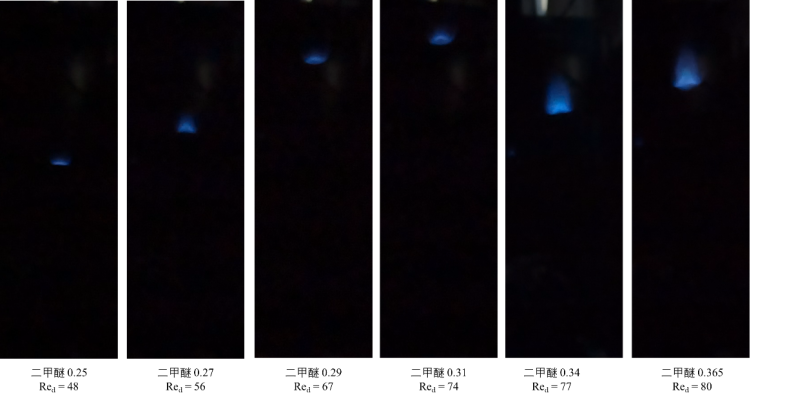 二甲醚 0.25
Red = 48
二甲醚 0.27
Red = 56
二甲醚 0.29
Red = 67
二甲醚 0.31
Red = 74
二甲醚 0.34
Red = 77
二甲醚 0.365
Red = 80